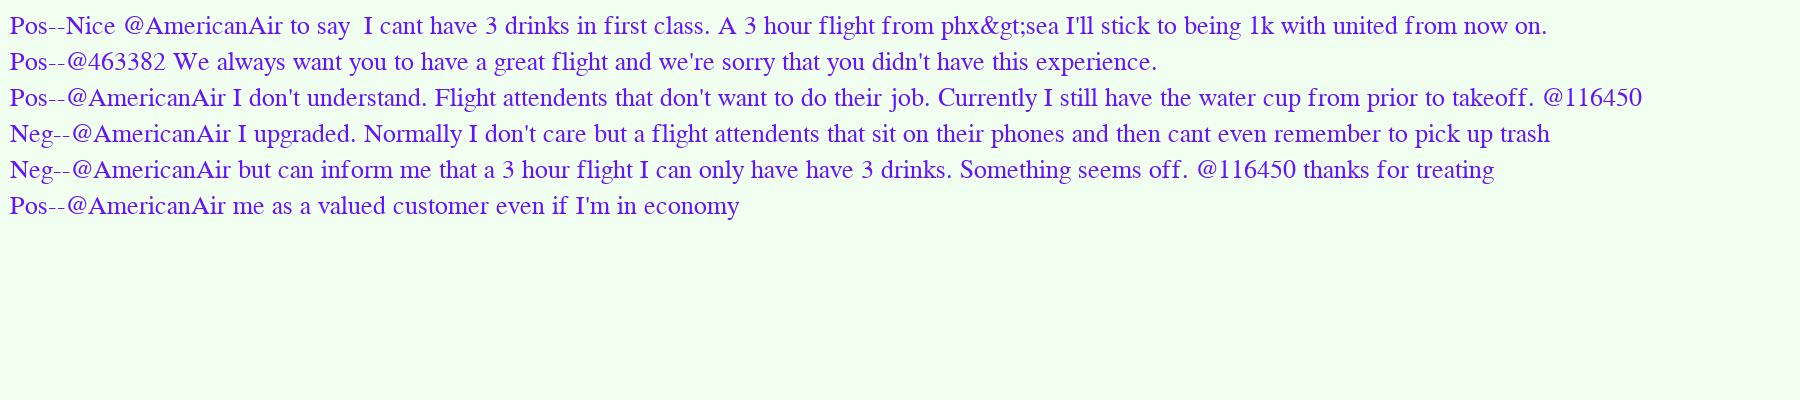 Pos--Nice @AmericanAir to say  I cant have 3 drinks in first class. A 3 hour flight from phx&gt;sea I'll stick to being 1k with united from now on.
Pos--@463382 We always want you to have a great flight and we're sorry that you didn't have this experience.
Pos--@AmericanAir I don't understand. Flight attendents that don't want to do their job. Currently I still have the water cup from prior to takeoff. @116450
Neg--@AmericanAir I upgraded. Normally I don't care but a flight attendents that sit on their phones and then cant even remember to pick up trash
Neg--@AmericanAir but can inform me that a 3 hour flight I can only have have 3 drinks. Something seems off. @116450 thanks for treating
Pos--@AmericanAir me as a valued customer even if I'm in economy